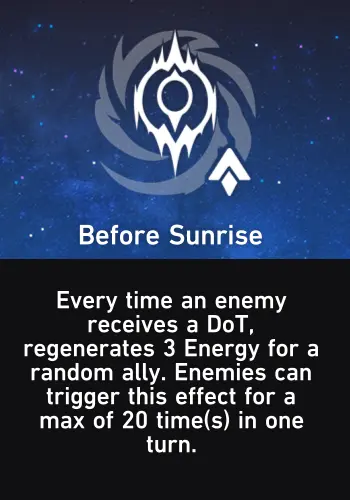 Before Sunrise
Every time an enemy
receives a DoT,
regenerates 3 Energy for a
random ally. Enemies can
trigger this effect for a
max of 20 time(s) in one
turn.